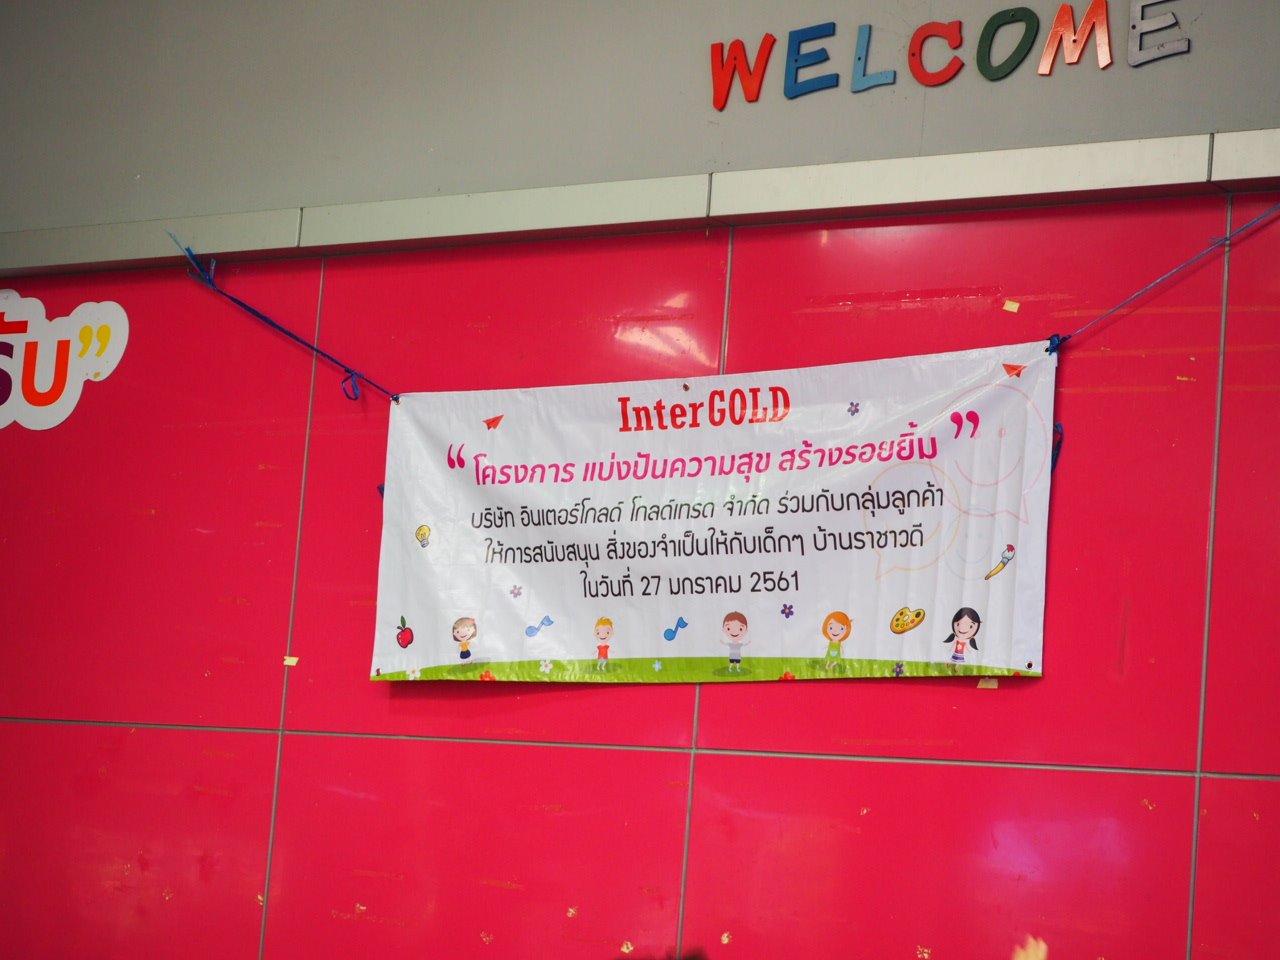 WELCOME
รับ”
InterGOLD
“ โครงการ แบ่งปันความสุข สร้างรอยยิ้ม ”
บริษัท อินเตอร์โกลด์ โกลด์เทรด จำกัด ร่วมกับกลุ่มลูกค้า
ให้การสนับสนุน สิ่งของจำเป็นให้กับเด็กๆ บ้านราชาวดี
ในวันที่ 27 มกราคม 2561